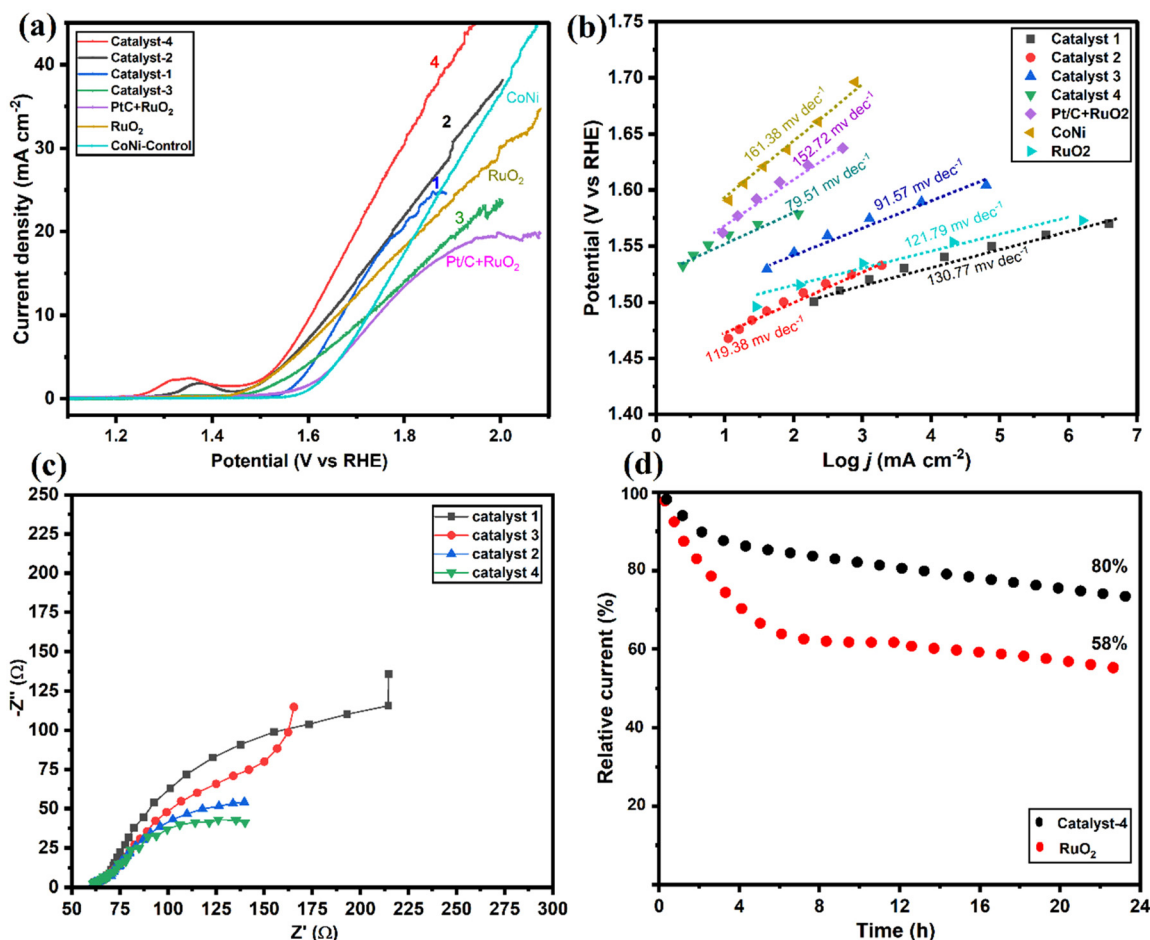 (a)
Current density (mA cm⁻²)
40
30
20
10
0
1.2
1.4
1.6
1.8
2.0
Potential (V vs RHE)
Catalyst-4
Catalyst-2
Catalyst-1
Catalyst-3
PtC+RuO₂
RuO₂
CoNi-Control
4
2
CoNi
1
RuO₂
3
Pt/C+RuO₂
(b)
Potential (V vs RHE)
1.75
1.70
1.65
1.60
1.55
1.50
1.45
1.40
0
1
2
3
4
5
6
7
Log j (mA cm⁻²)
Catalyst 1
Catalyst 2
Catalyst 3
Catalyst 4
Pt/C+RuO2
CoNi
RuO2
161.38 mv dec⁻¹
152.72 mv dec⁻¹
79.51 mv dec⁻¹
91.57 mv dec⁻¹
121.79 mv dec⁻¹
130.77 mv dec⁻¹
119.38 mv dec⁻¹
(c)
-Z" (Ω)
250
225
200
175
150
125
100
75
50
25
0
50
75
100
125
150
175
200
225
250
275
300
Z' (Ω)
catalyst 1
catalyst 3
catalyst 2
catalyst 4
(d)
Relative current (%)
100
80
60
40
20
0
4
8
12
16
20
24
Time (h)
80%
58%
Catalyst-4
RuO₂